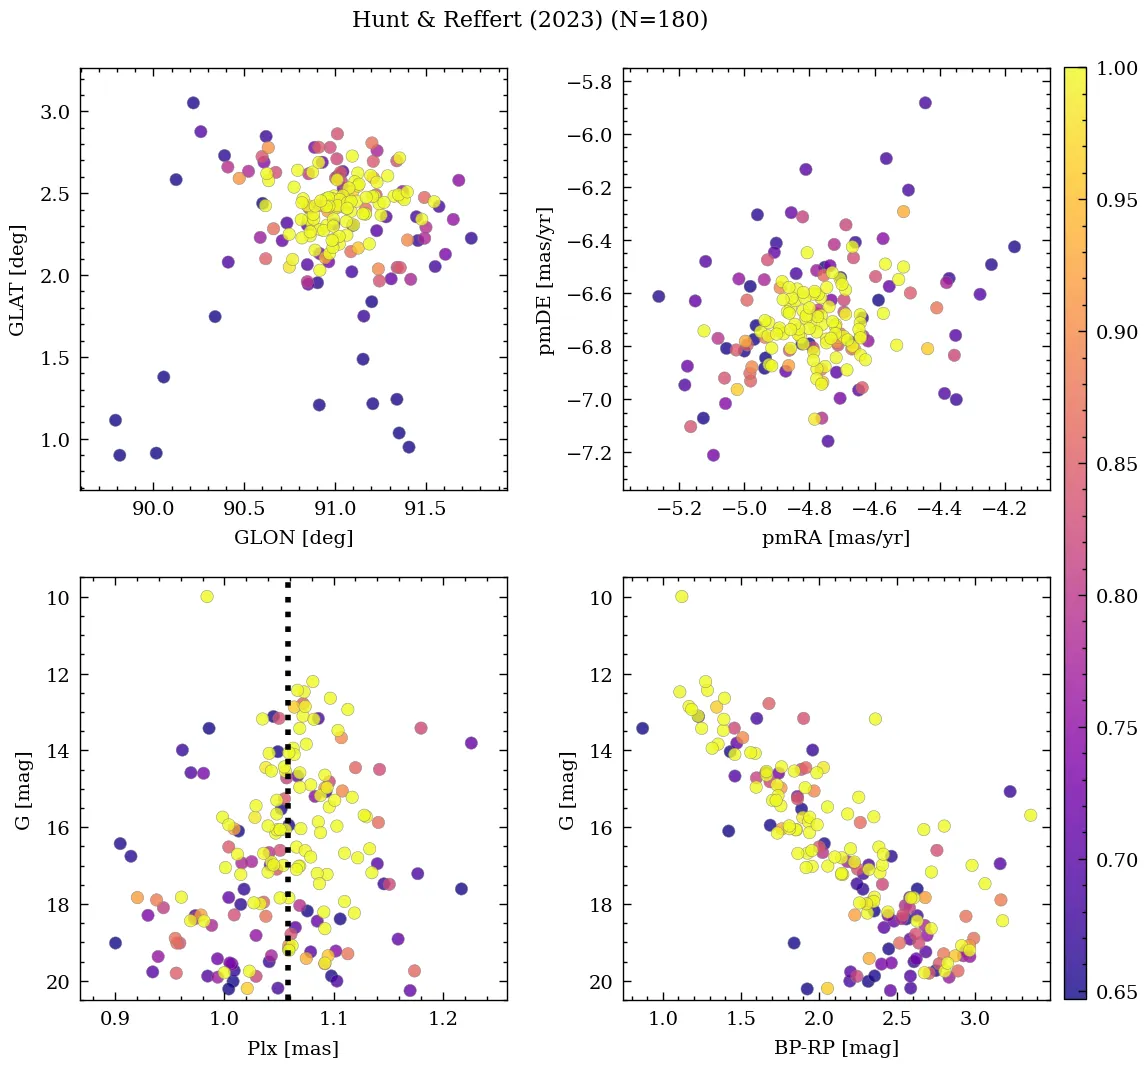 Hunt & Reffert (2023) (N=180)
GLAT [deg]
3.0
2.5
2.0
1.5
1.0
90.0 90.5 91.0 91.5
GLON [deg]
pmDE [mas/yr]
−5.8
−6.0
−6.2
−6.4
−6.6
−6.8
−7.0
−7.2
−5.2 −5.0 −4.8 −4.6 −4.4 −4.2
pmRA [mas/yr]
G [mag]
10
12
14
16
18
20
0.9 1.0 1.1 1.2
Plx [mas]
G [mag]
10
12
14
16
18
20
1.0 1.5 2.0 2.5 3.0
BP-RP [mag]
1.00
0.95
0.90
0.85
0.80
0.75
0.70
0.65